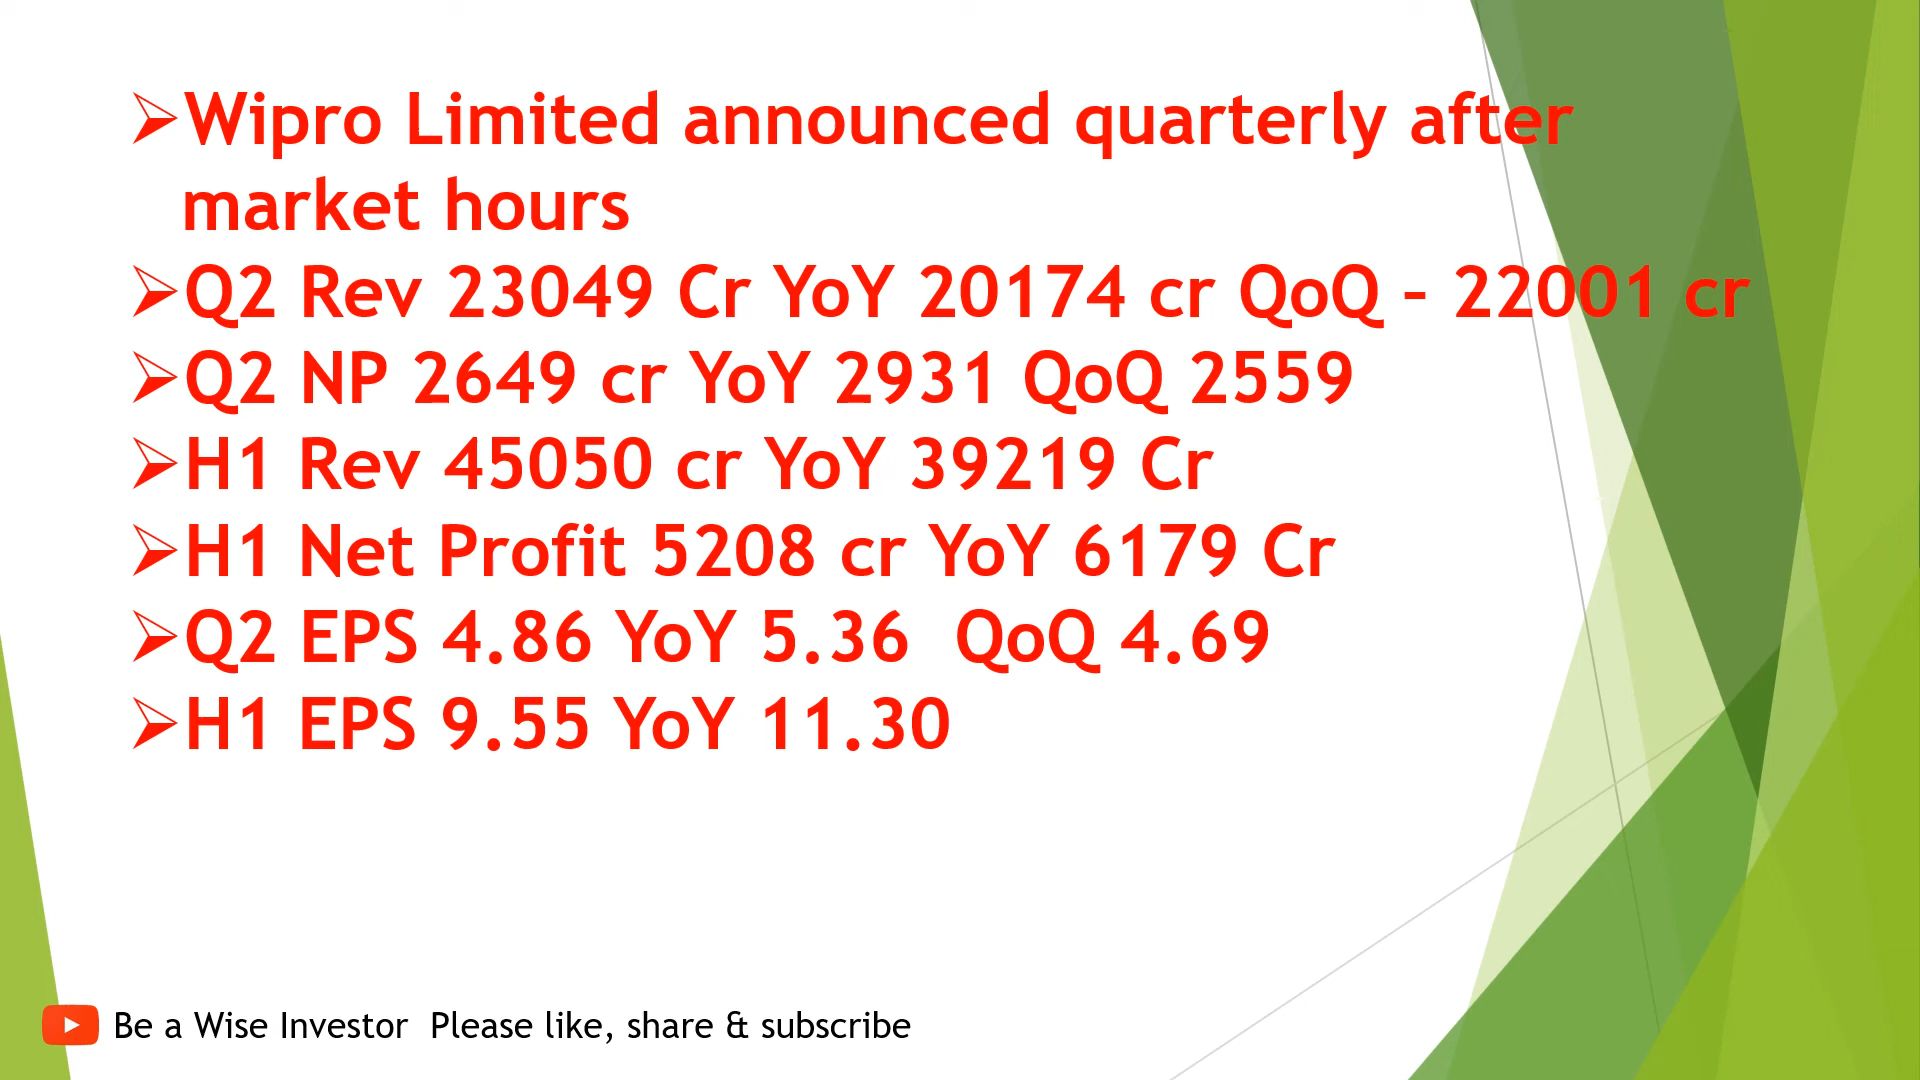 ➢Wipro Limited announced quarterly after
market hours
➢Q2 Rev 23049 Cr YoY 20174 cr QoQ – 22001 cr
➢Q2 NP 2649 cr YoY 2931 QoQ 2559
➢H1 Rev 45050 cr YoY 39219 Cr
➢H1 Net Profit 5208 cr YoY 6179 Cr
➢Q2 EPS 4.86 YoY 5.36  QoQ 4.69
➢H1 EPS 9.55 YoY 11.30
Be a Wise Investor  Please like, share & subscribe